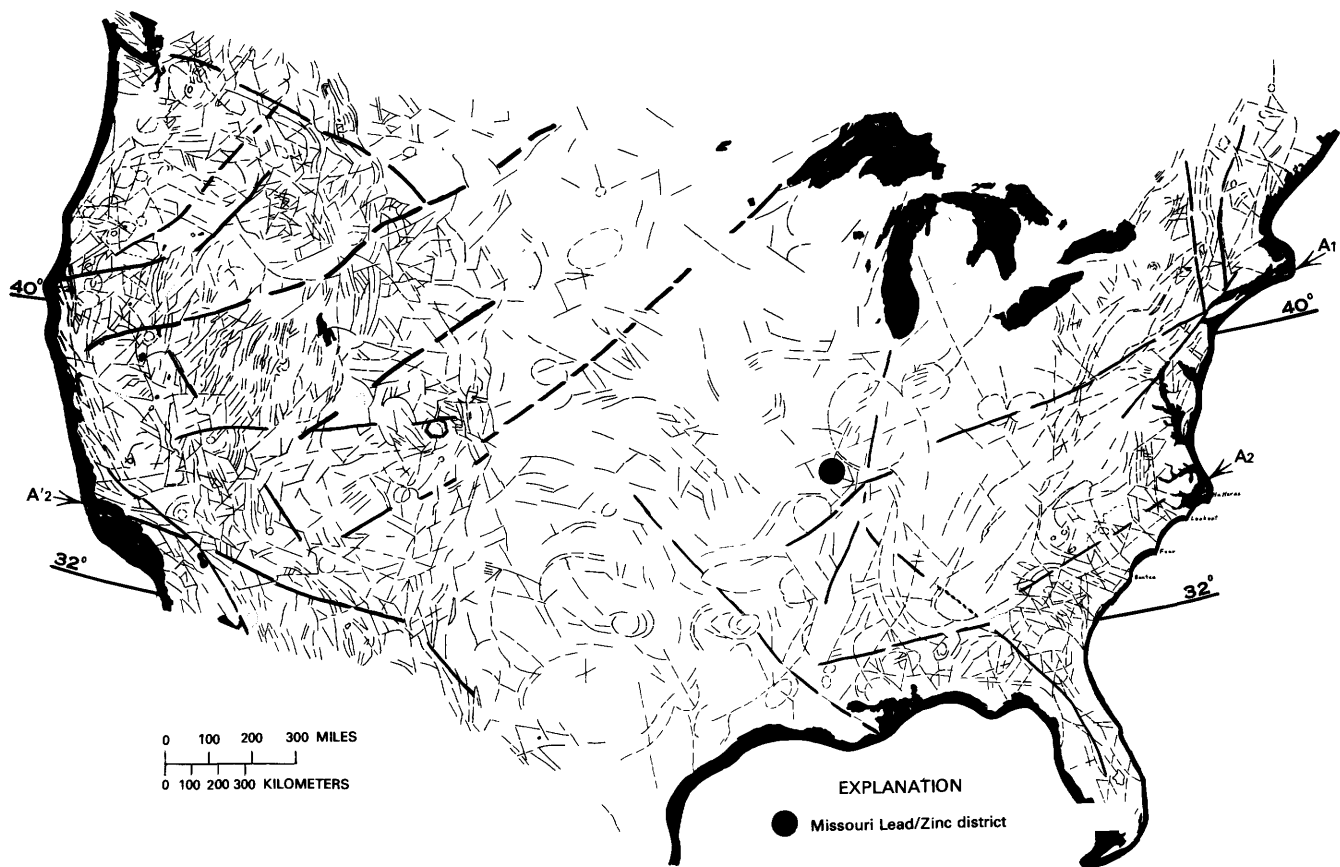 A1
40°
40°
A2
Hatteras
A'2
Lookout
Fear
32°
Romain
32°
0 100 200 300 MILES
0 100 200 300 KILOMETERS
EXPLANATION
Missouri Lead/Zinc district